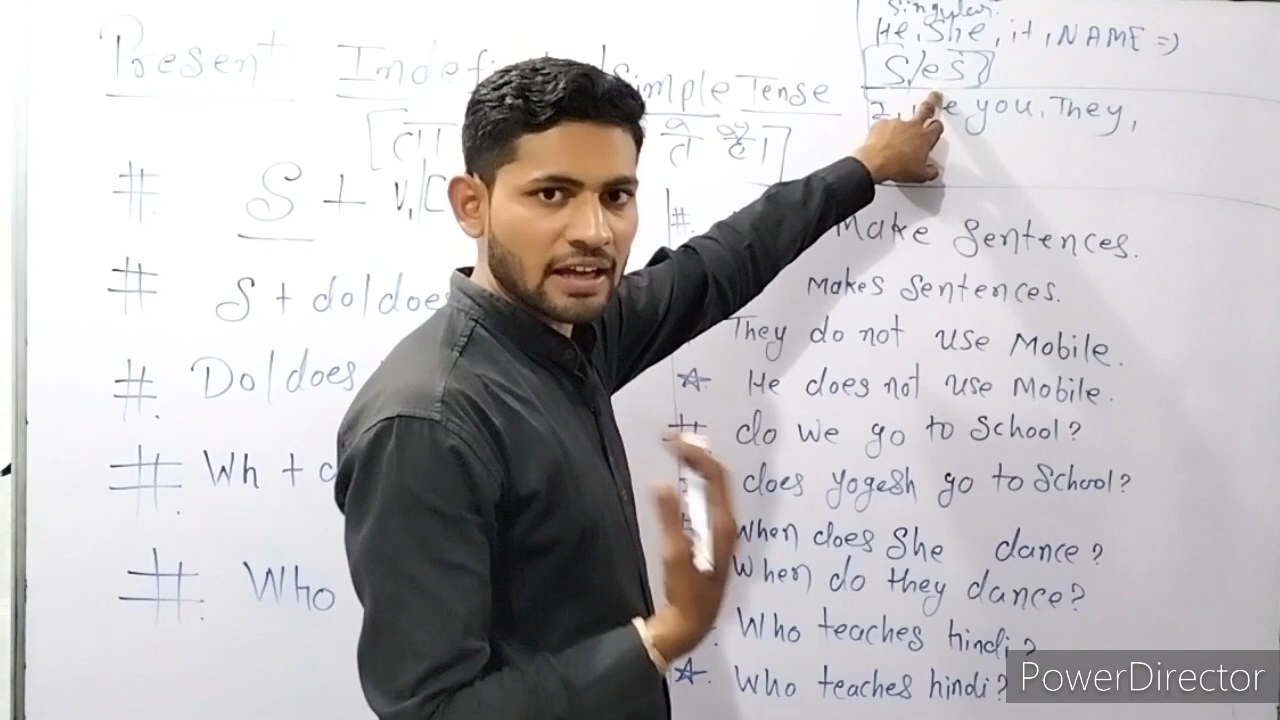 Singular
He, She, it, NAME =>
S/es
Present Indef Simple Tense
you, They,
ता ते हैं।
#. S + V1
#. Make Sentences.
Makes Sentences.
#. S + do/does
They do not use Mobile.
☆ He does not use Mobile.
#. Do/does
# do we go to School?
does yogesh go to School?
#. Wh +
When does She dance?
When do they dance?
#. Who
Who teaches hindi?
☆. Who teaches hindi?
PowerDirector